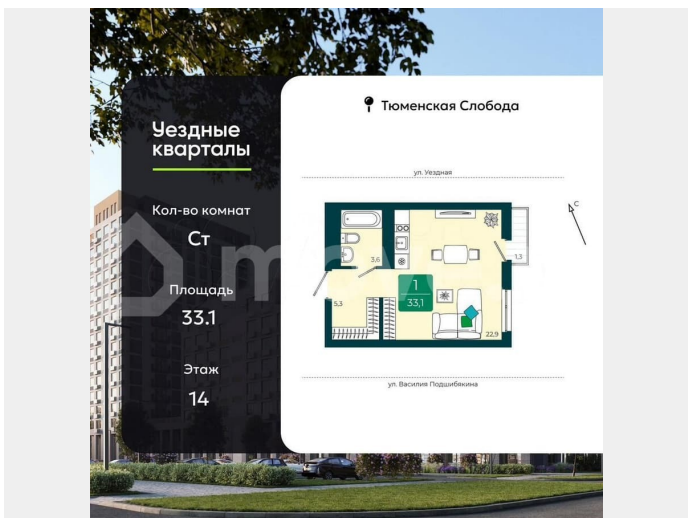 Уездные
кварталы
Кол-во комнат
Ст
Площадь
33.1
Этаж
14
Тюменская Слобода
ул. Уездная
С
3,6
1,3
1
33,1
5,3
22,9
ул. Василия Подшибякина